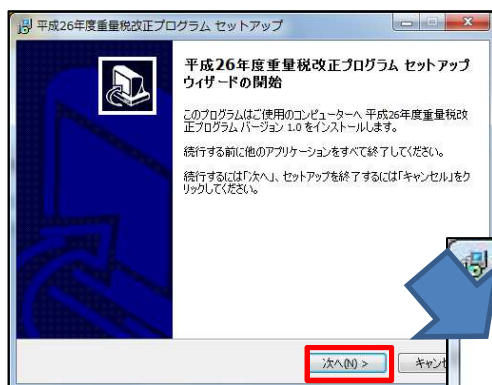 平成26年度重量税改正プログラム セットアップ
平成26年度重量税改正プログラム セットアップ
ウィザードの開始
このプログラムはご使用のコンピューターへ 平成26年度重量税改
正プログラム バージョン 1.0 をインストールします。
続行する前に他のアプリケーションをすべて終了してください。
続行するには「次へ」、セットアップを終了するには「キャンセル」をク
リックしてください。
次へ(N) >
キャンセ